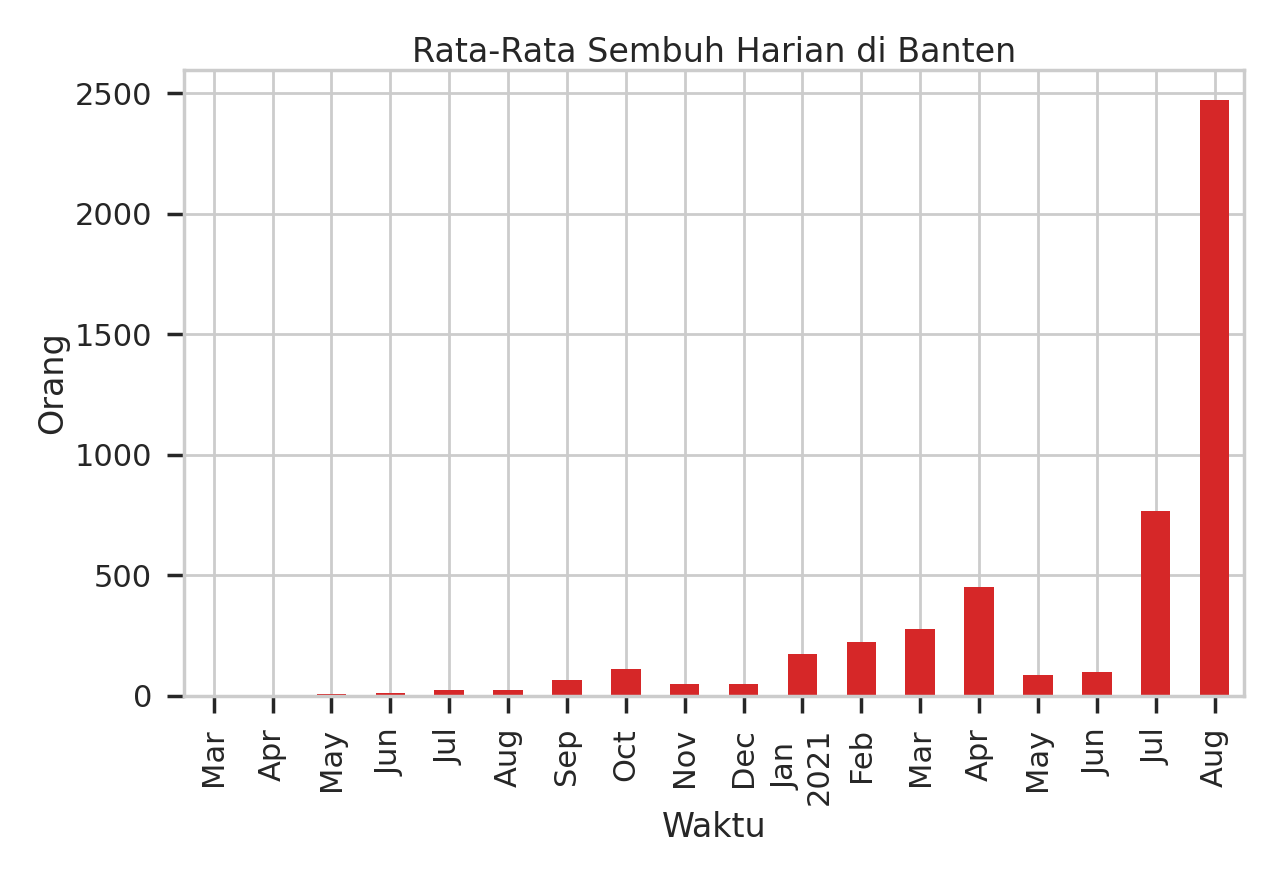 Rata-Rata Sembuh Harian di Banten
2500
2000
1500
1000
500
0
Orang
Mar
Apr
May
Jun
Jul
Aug
Sep
Oct
Nov
Dec
Jan
2021
Feb
Mar
Apr
May
Jun
Jul
Aug
Waktu